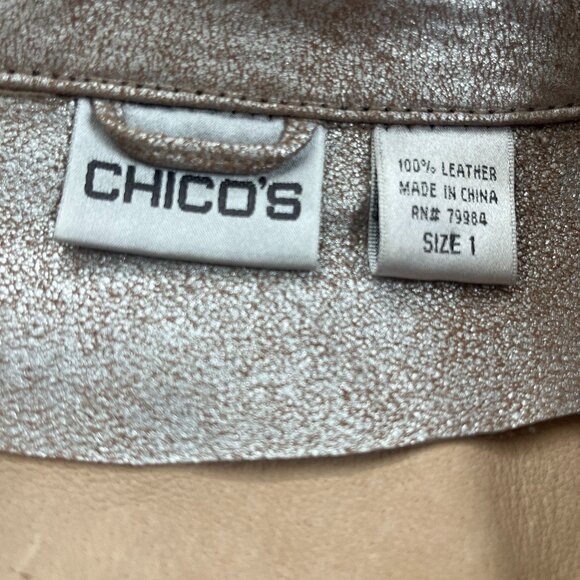 CHICO'S
100% LEATHER
MADE IN CHINA
RN# 79984
SIZE 1